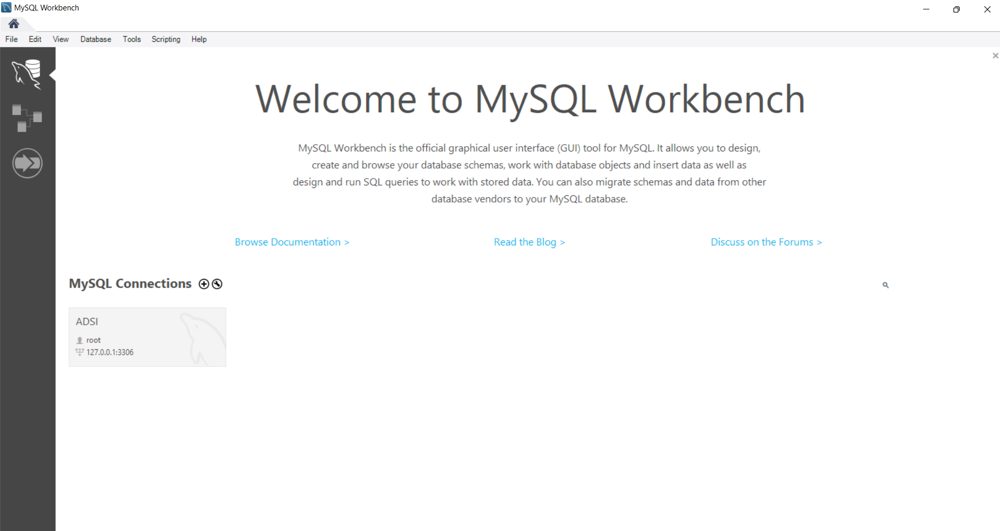 MySQL Workbench
File Edit View Database Tools Scripting Help
Welcome to MySQL Workbench
MySQL Workbench is the official graphical user interface (GUI) tool for MySQL. It allows you to design,
create and browse your database schemas, work with database objects and insert data as well as
design and run SQL queries to work with stored data. You can also migrate schemas and data from other
database vendors to your MySQL database.
Browse Documentation > Read the Blog > Discuss on the Forums >
MySQL Connections
ADSI
root
127.0.0.1:3306